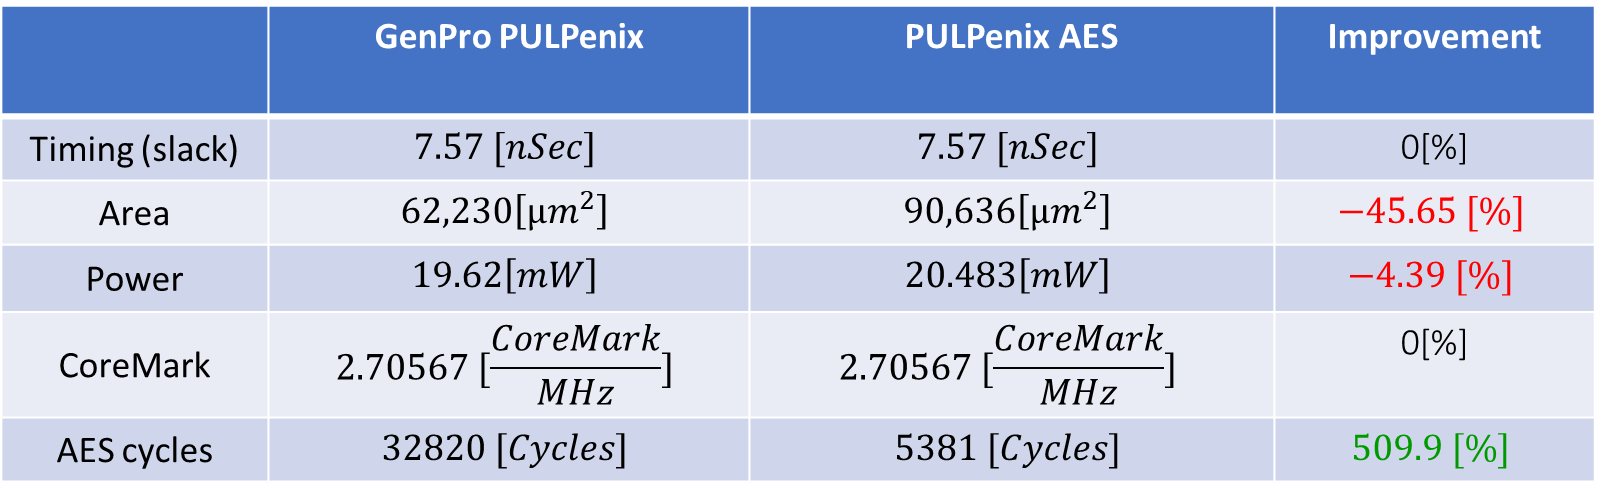 GenPro PULPenix PULPenix AES Improvement
Timing (slack) 7.57 [nSec] 7.57 [nSec] 0[%]
Area 62,230[μm²] 90,636[μm²] −45.65 [%]
Power 19.62[mW] 20.483[mW] −4.39 [%]
CoreMark 2.70567 [CoreMark/MHz] 2.70567 [CoreMark/MHz] 0[%]
AES cycles 32820 [Cycles] 5381 [Cycles] 509.9 [%]